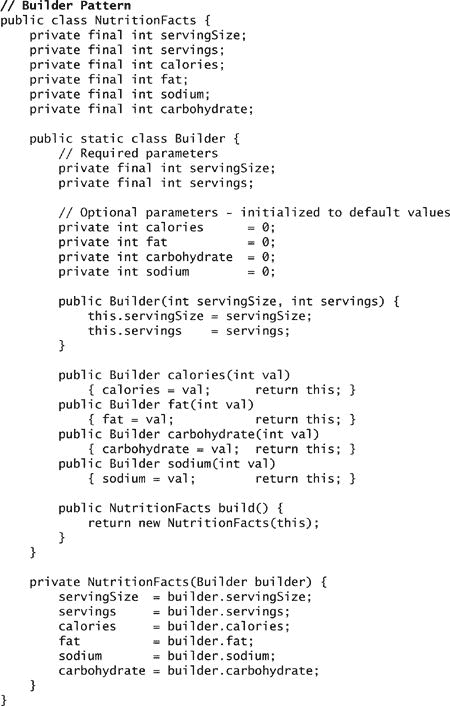 // Builder Pattern
public class NutritionFacts {
    private final int servingSize;
    private final int servings;
    private final int calories;
    private final int fat;
    private final int sodium;
    private final int carbohydrate;

    public static class Builder {
        // Required parameters
        private final int servingSize;
        private final int servings;

        // Optional parameters - initialized to default values
        private int calories      = 0;
        private int fat           = 0;
        private int carbohydrate  = 0;
        private int sodium        = 0;

        public Builder(int servingSize, int servings) {
            this.servingSize = servingSize;
            this.servings    = servings;
        }

        public Builder calories(int val)
            { calories = val;      return this; }
        public Builder fat(int val)
            { fat = val;           return this; }
        public Builder carbohydrate(int val)
            { carbohydrate = val;  return this; }
        public Builder sodium(int val)
            { sodium = val;        return this; }

        public NutritionFacts build() {
            return new NutritionFacts(this);
        }
    }

    private NutritionFacts(Builder builder) {
        servingSize  = builder.servingSize;
        servings     = builder.servings;
        calories     = builder.calories;
        fat          = builder.fat;
        sodium       = builder.sodium;
        carbohydrate = builder.carbohydrate;
    }
}